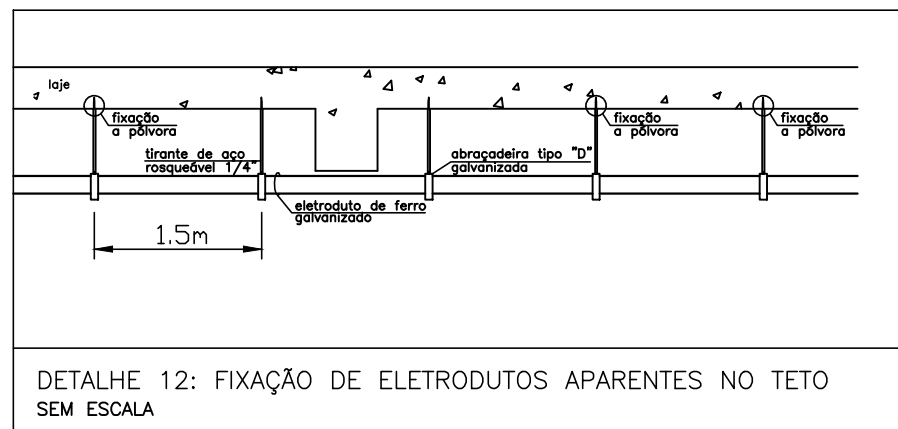 laje
fixação
a pólvora
fixação
a pólvora
fixação
a pólvora
tirante de aço
rosqueável 1/4"
abraçadeira tipo "D"
galvanizada
eletroduto de ferro
galvanizado
1.5m
DETALHE 12: FIXAÇÃO DE ELETRODUTOS APARENTES NO TETO
SEM ESCALA